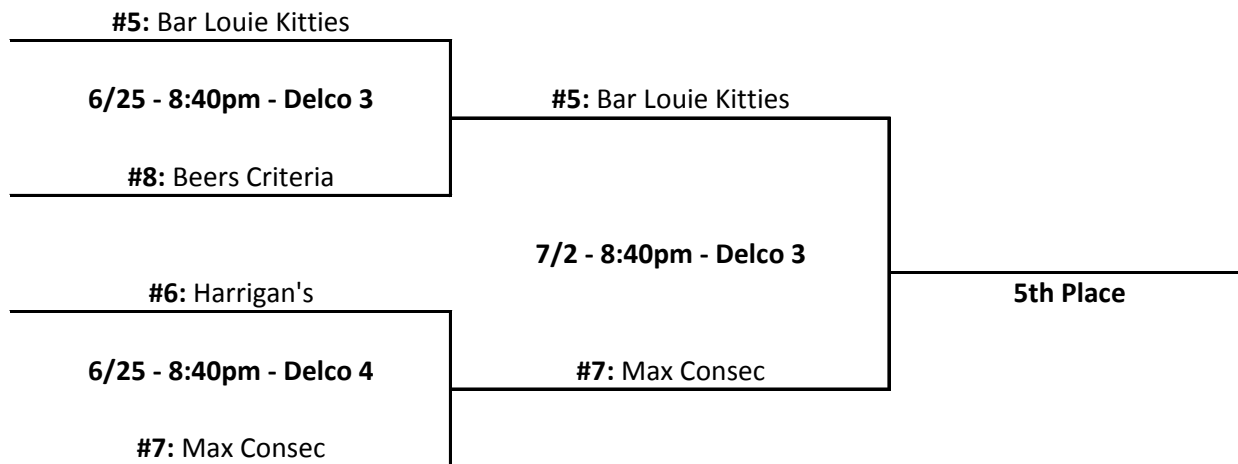 #5: Bar Louie Kitties
6/25 - 8:40pm - Delco 3
#5: Bar Louie Kitties
#8: Beers Criteria
7/2 - 8:40pm - Delco 3
#6: Harrigan's
5th Place
6/25 - 8:40pm - Delco 4
#7: Max Consec
#7: Max Consec